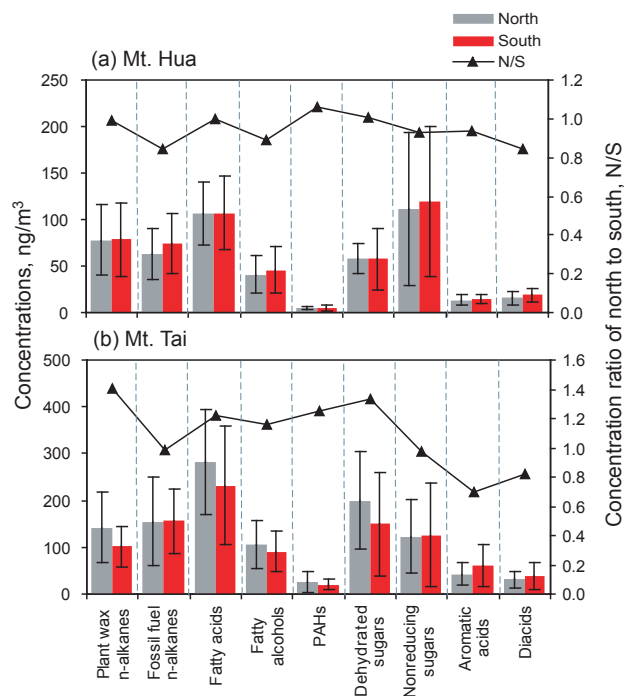 North
South
N/S
(a) Mt. Hua
250
200
150
100
50
0
1.2
1.0
0.8
0.6
0.4
0.2
0.0
(b) Mt. Tai
500
400
300
200
100
0
1.6
1.4
1.2
1.0
0.8
0.6
0.4
0.2
0.0
Concentrations, ng/m³
Concentration ratio of north to south, N/S
Plant wax
n-alkanes
Fossil fuel
n-alkanes
Fatty acids
Fatty
alcohols
PAHs
Dehydrated
sugars
Nonreducing
sugars
Aromatic
acids
Diacids